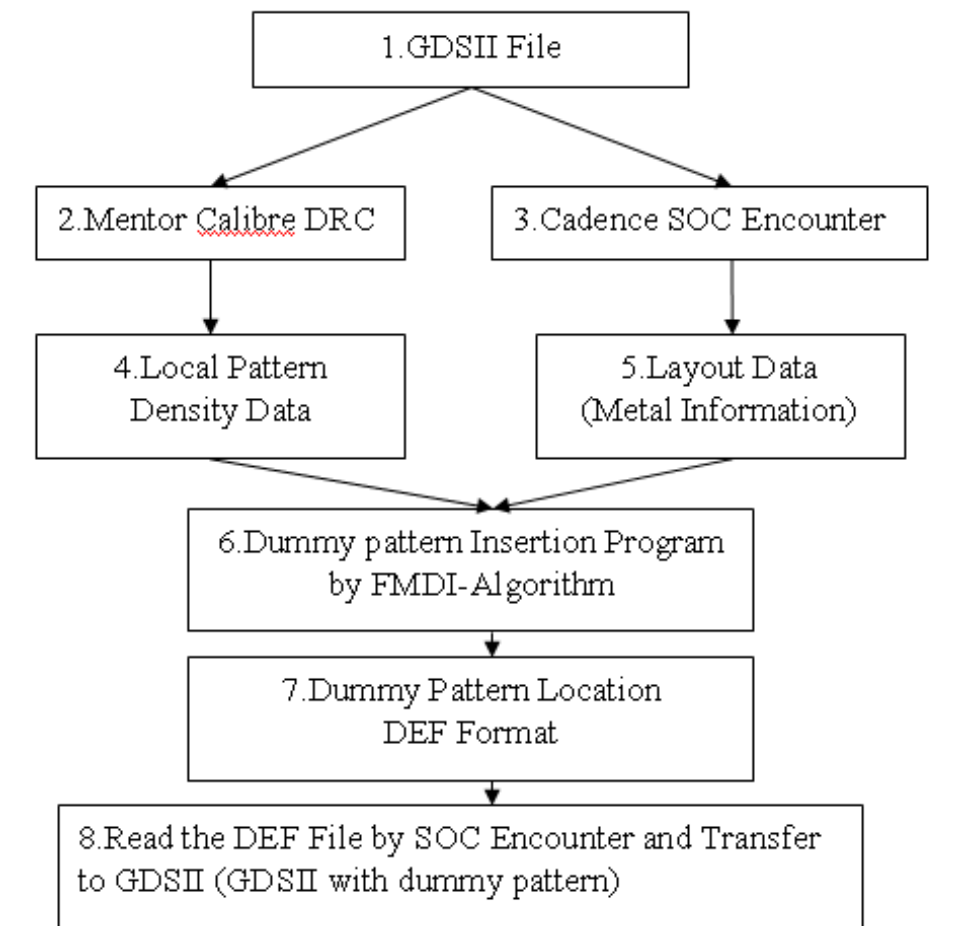 1.GDSII File
2.Mentor Calibre DRC
3.Cadence SOC Encounter
4.Local Pattern
Density Data
5.Layout Data
(Metal Information)
6.Dummy pattern Insertion Program
by FMDI-Algorithm
7.Dummy Pattern Location
DEF Format
8.Read the DEF File by SOC Encounter and Transfer
to GDSII (GDSII with dummy pattern)